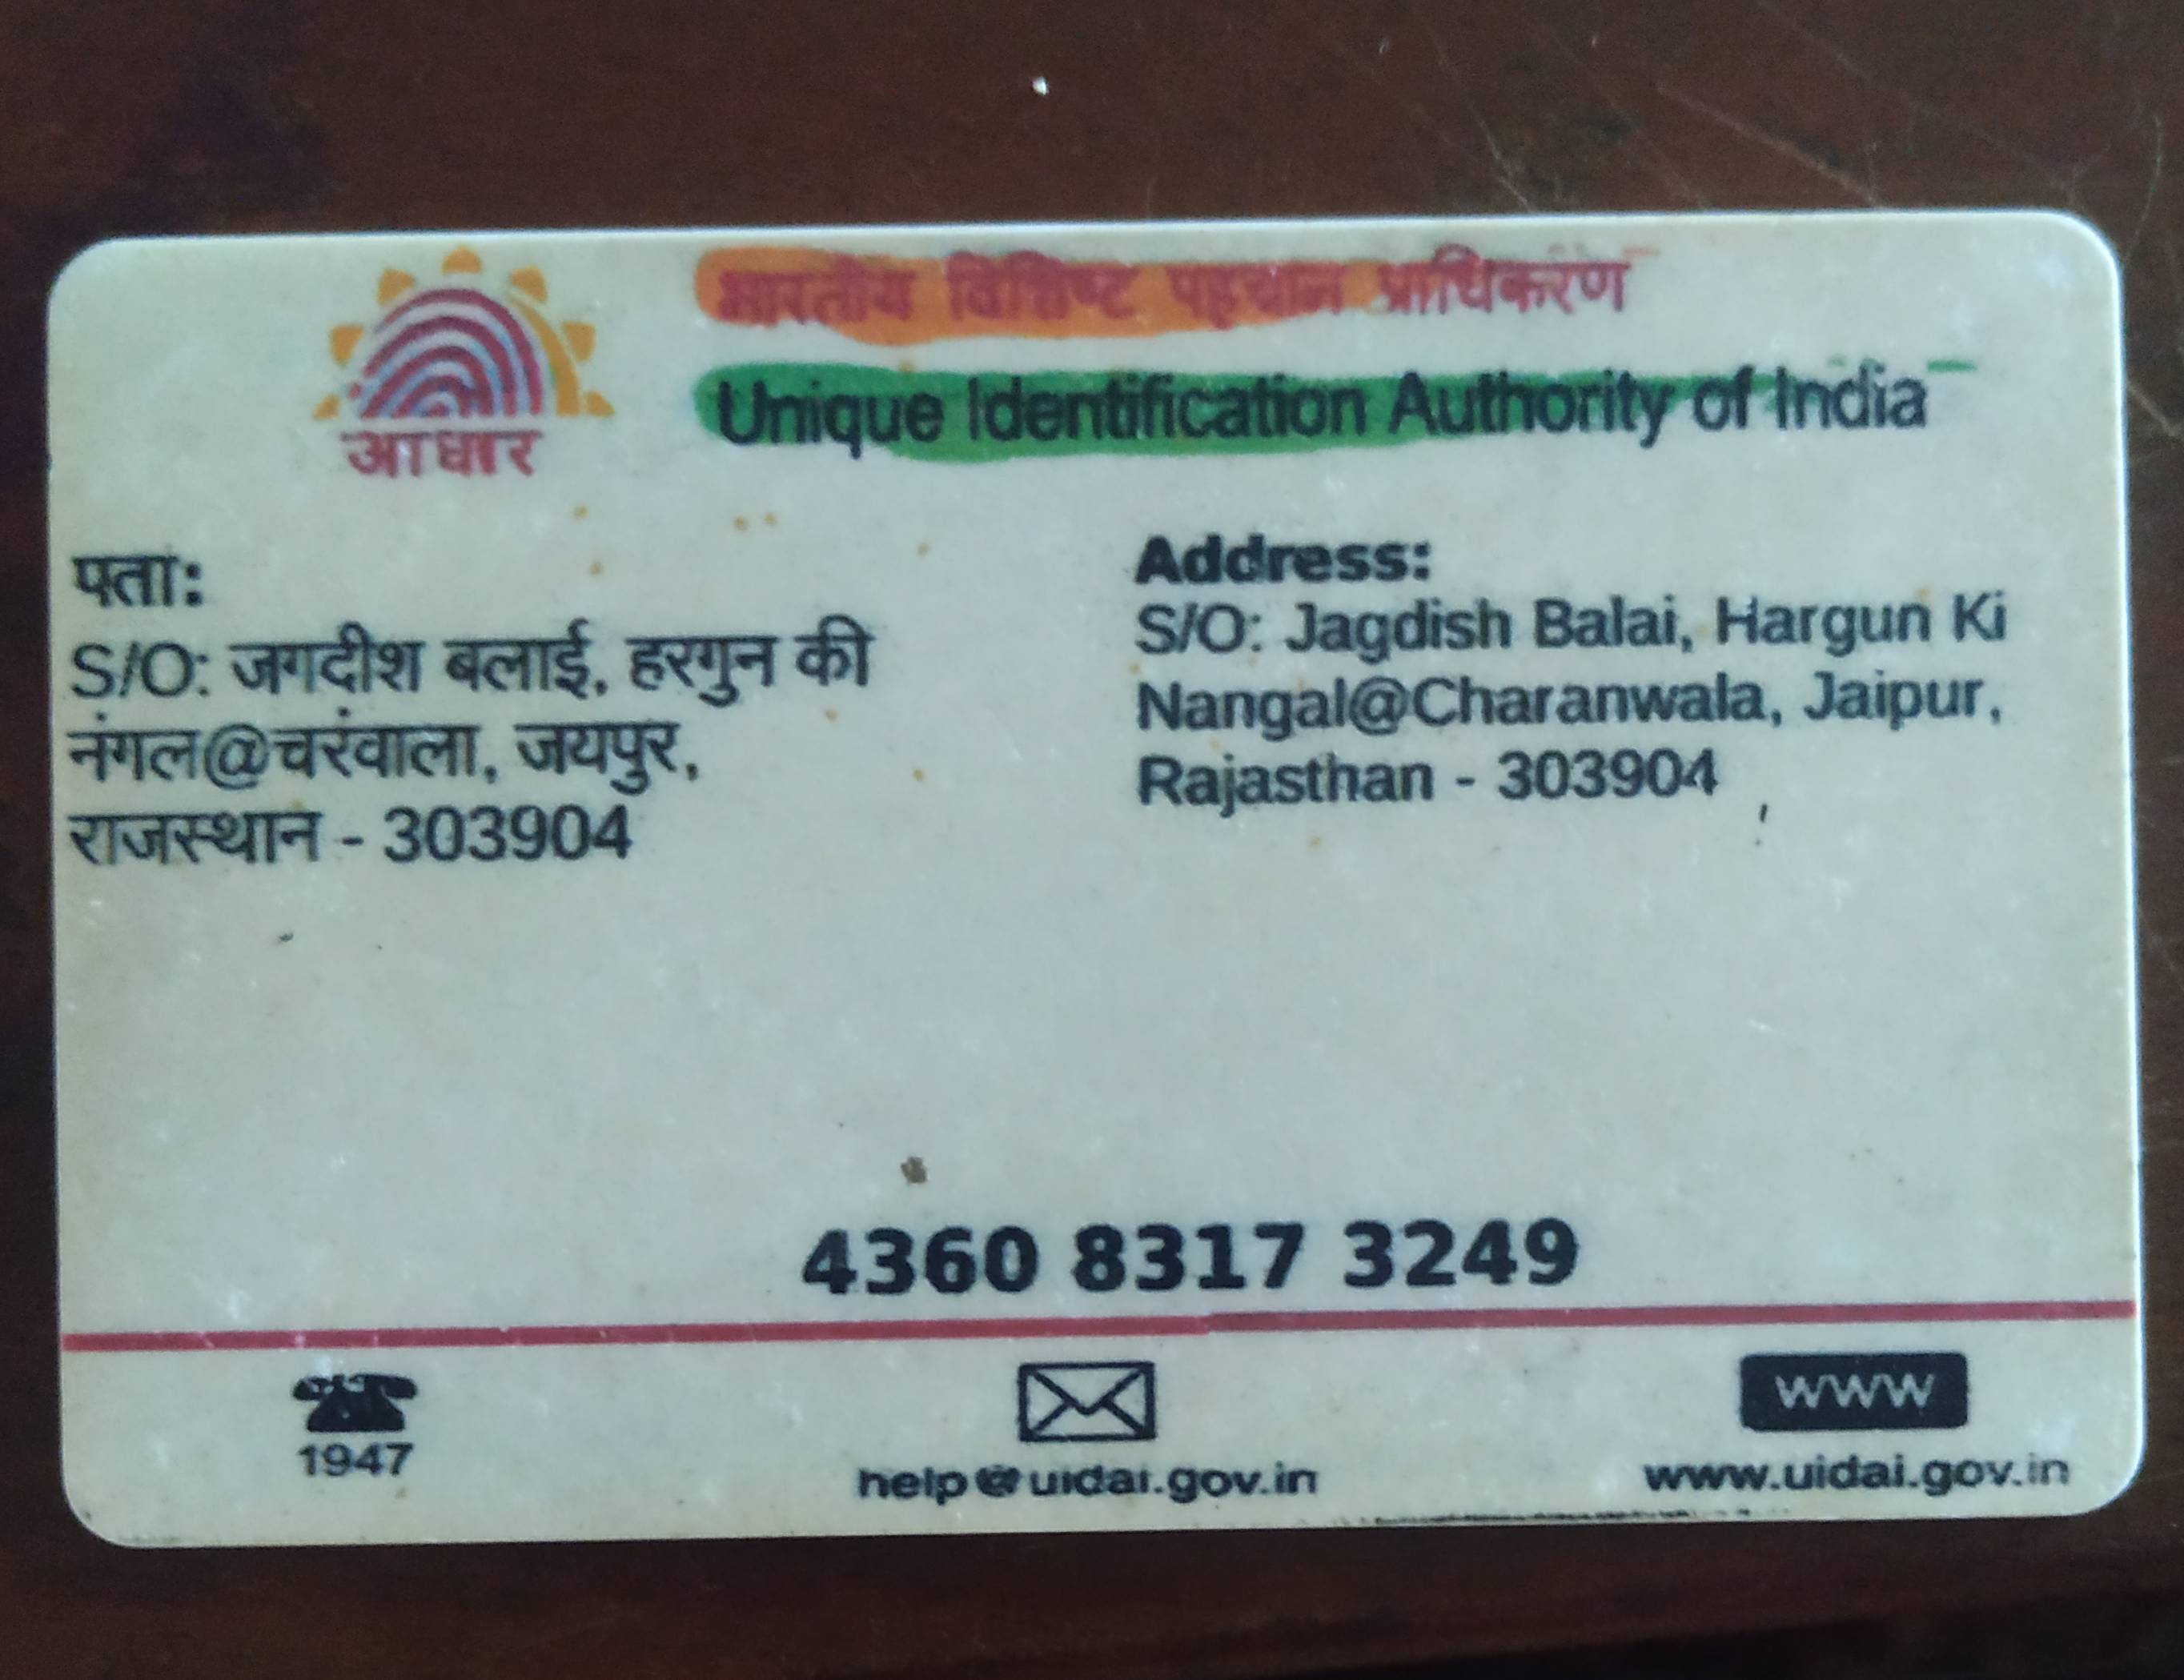 भारतीय विशिष्ट पहचान प्राधिकरण
Unique Identification Authority of India
आधार
पता:
S/O: जगदीश बलाई, हरगुन की
नंगल@चरंवाला, जयपुर,
राजस्थान - 303904
Address:
S/O: Jagdish Balai, Hargun Ki
Nangal@Charanwala, Jaipur,
Rajasthan - 303904
4360 8317 3249
1947
help@uidai.gov.in
www
www.uidai.gov.in